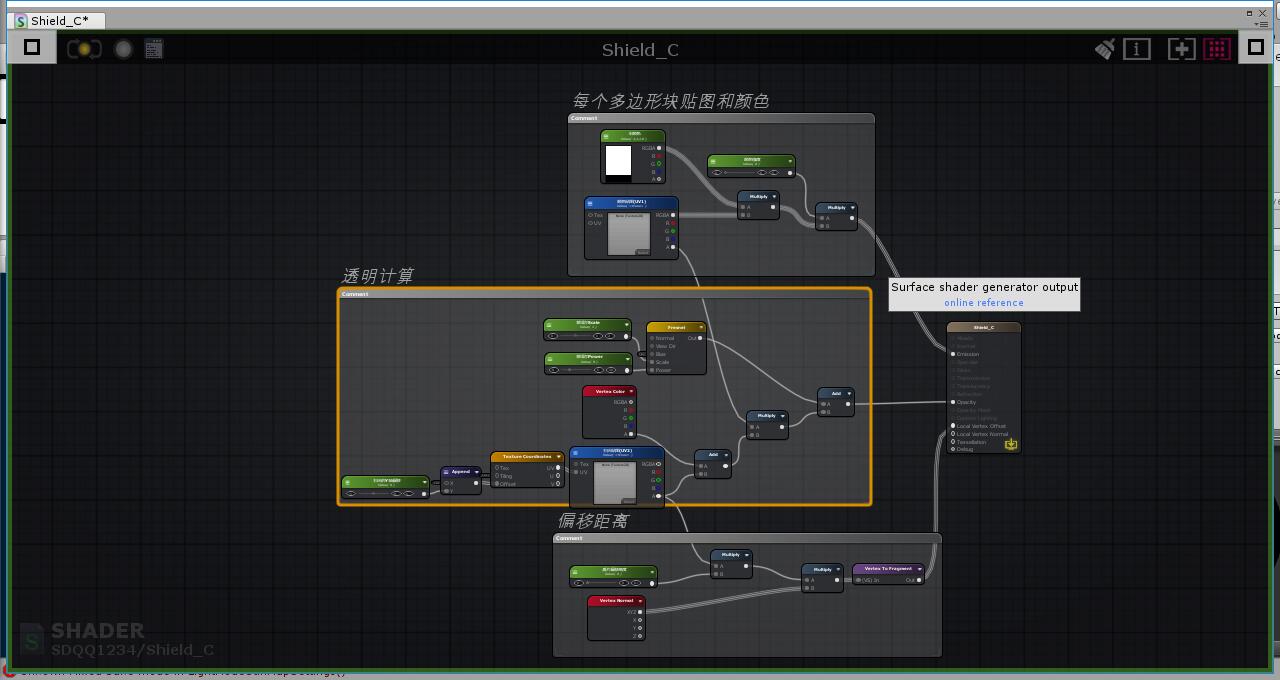 Shield_C*
Shield_C
每个多边形块贴图和颜色
Comment
RGBA
R
G
B
A
Multiply
A
B
Multiply
A
B
(UV1)
Tex
UV
RGBA
R
G
B
A
透明计算
Comment
Surface shader generator output
online reference
Scale
Power
Fresnel
Normal
Out
View Dir
Bias
Scale
Power
Vertex Color
RGBA
R
G
B
A
Shield_C
Emission
Opacity
Local Vertex Offset
Local Vertex Normal
Tessellation
Debug
Add
A
B
Multiply
A
B
Add
A
B
Texture Coordinates
Tex
UV
Tiling
U
Offset
V
Append
X
Y
Tex
UV
RGBA
R
G
B
A
偏移距离
Comment
Multiply
A
B
Multiply
A
B
Vertex To Fragment
(VS) In
Out
Vertex Normal
XYZ
X
Y
Z
SHADER
SDQQ1234/Shield_C